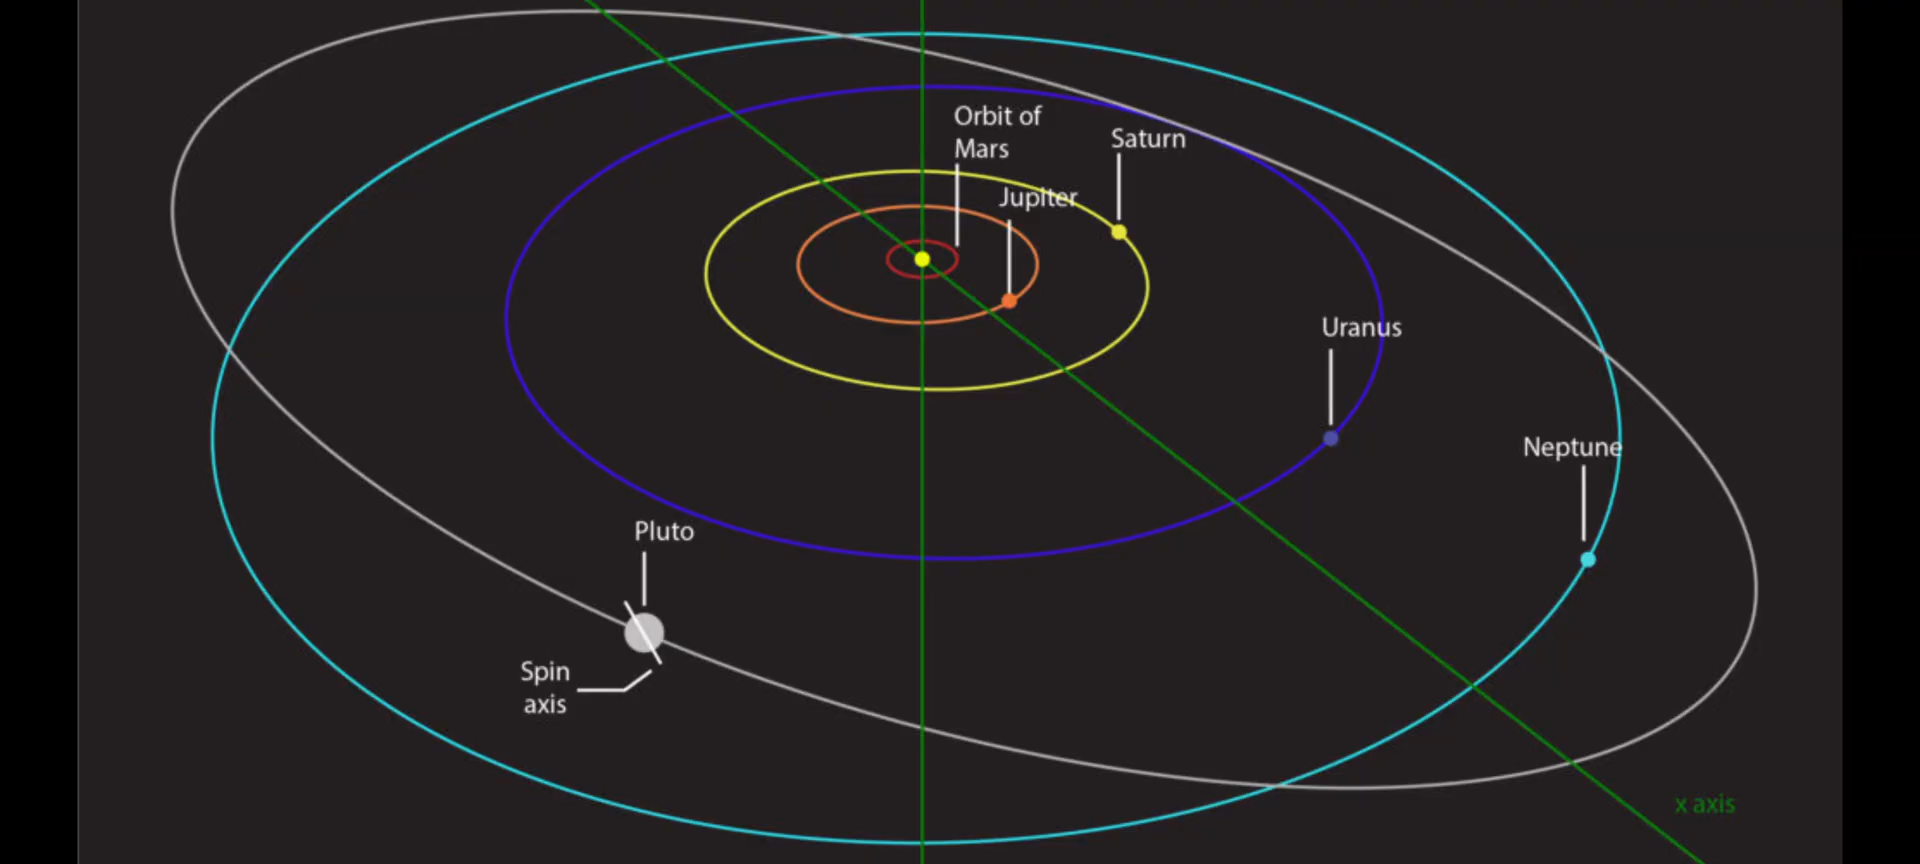 Orbit of
Mars
Saturn
Jupiter
Uranus
Neptune
Pluto
Spin
axis
x axis